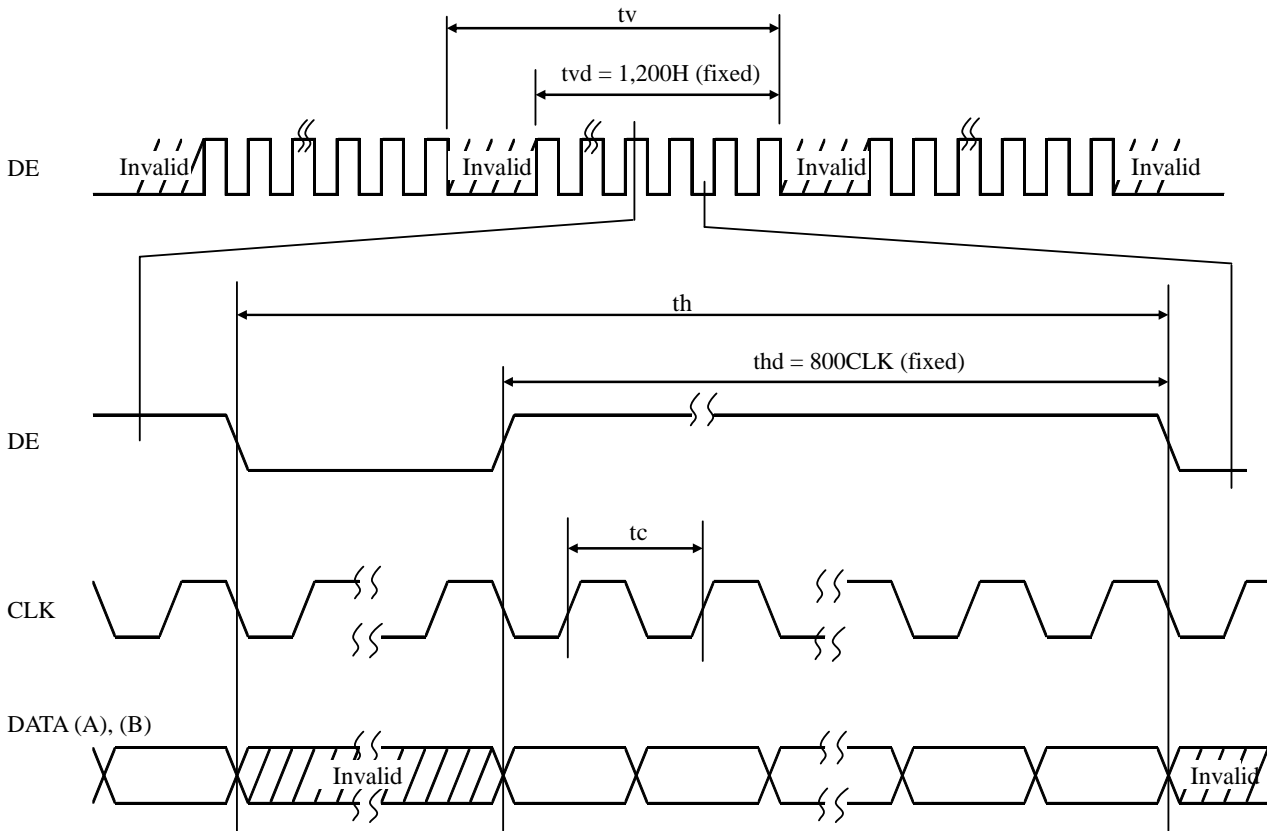 tv
tvd = 1,200H (fixed)
DE
Invalid
Invalid
Invalid
Invalid
th
thd = 800CLK (fixed)
DE
tc
CLK
DATA (A), (B)
Invalid
Invalid